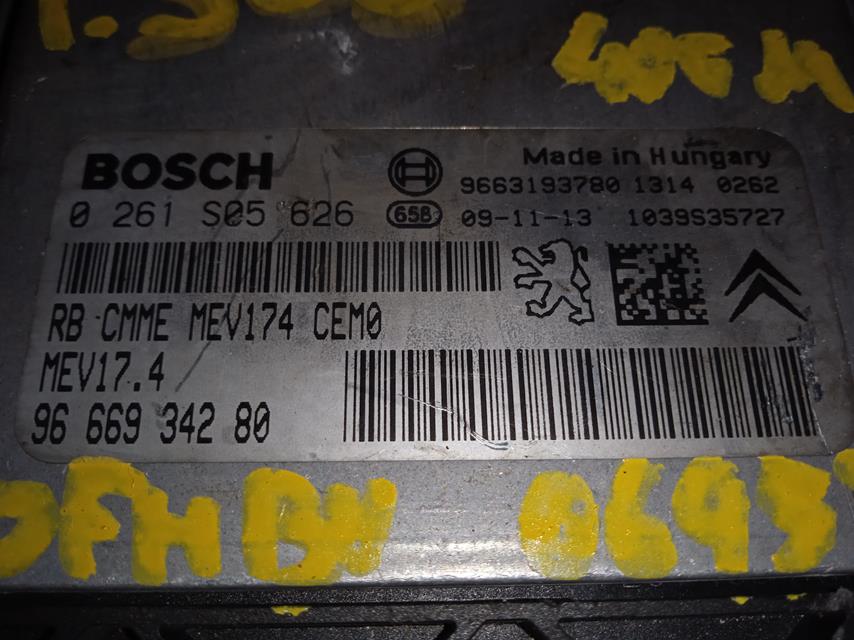 BOSCH
Made in Hungary
9663193780 1314 0262
0 261 S05 626
658
09-11-13
1039S35727
RB CMME MEV174 CEM0
MEV17.4
96 669 342 80